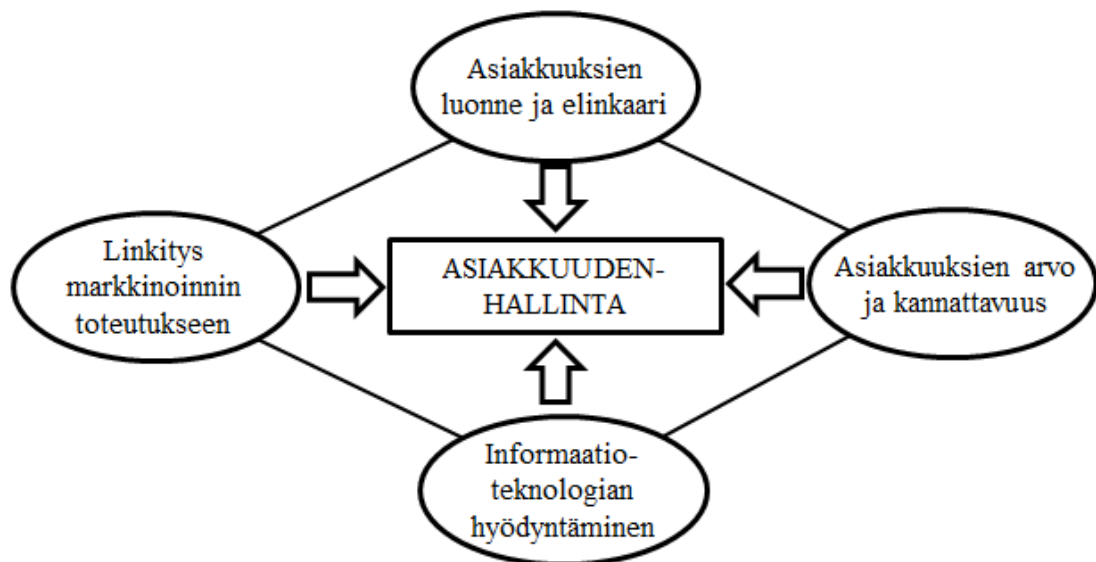 Asiakkuuksien
luonne ja elinkaari
Linkitys
markkinoinnin
toteutukseen
ASIAKKUUDEN-
HALLINTA
Asiakkuuksien arvo
ja kannattavuus
Informaatio-
teknologian
hyödyntäminen